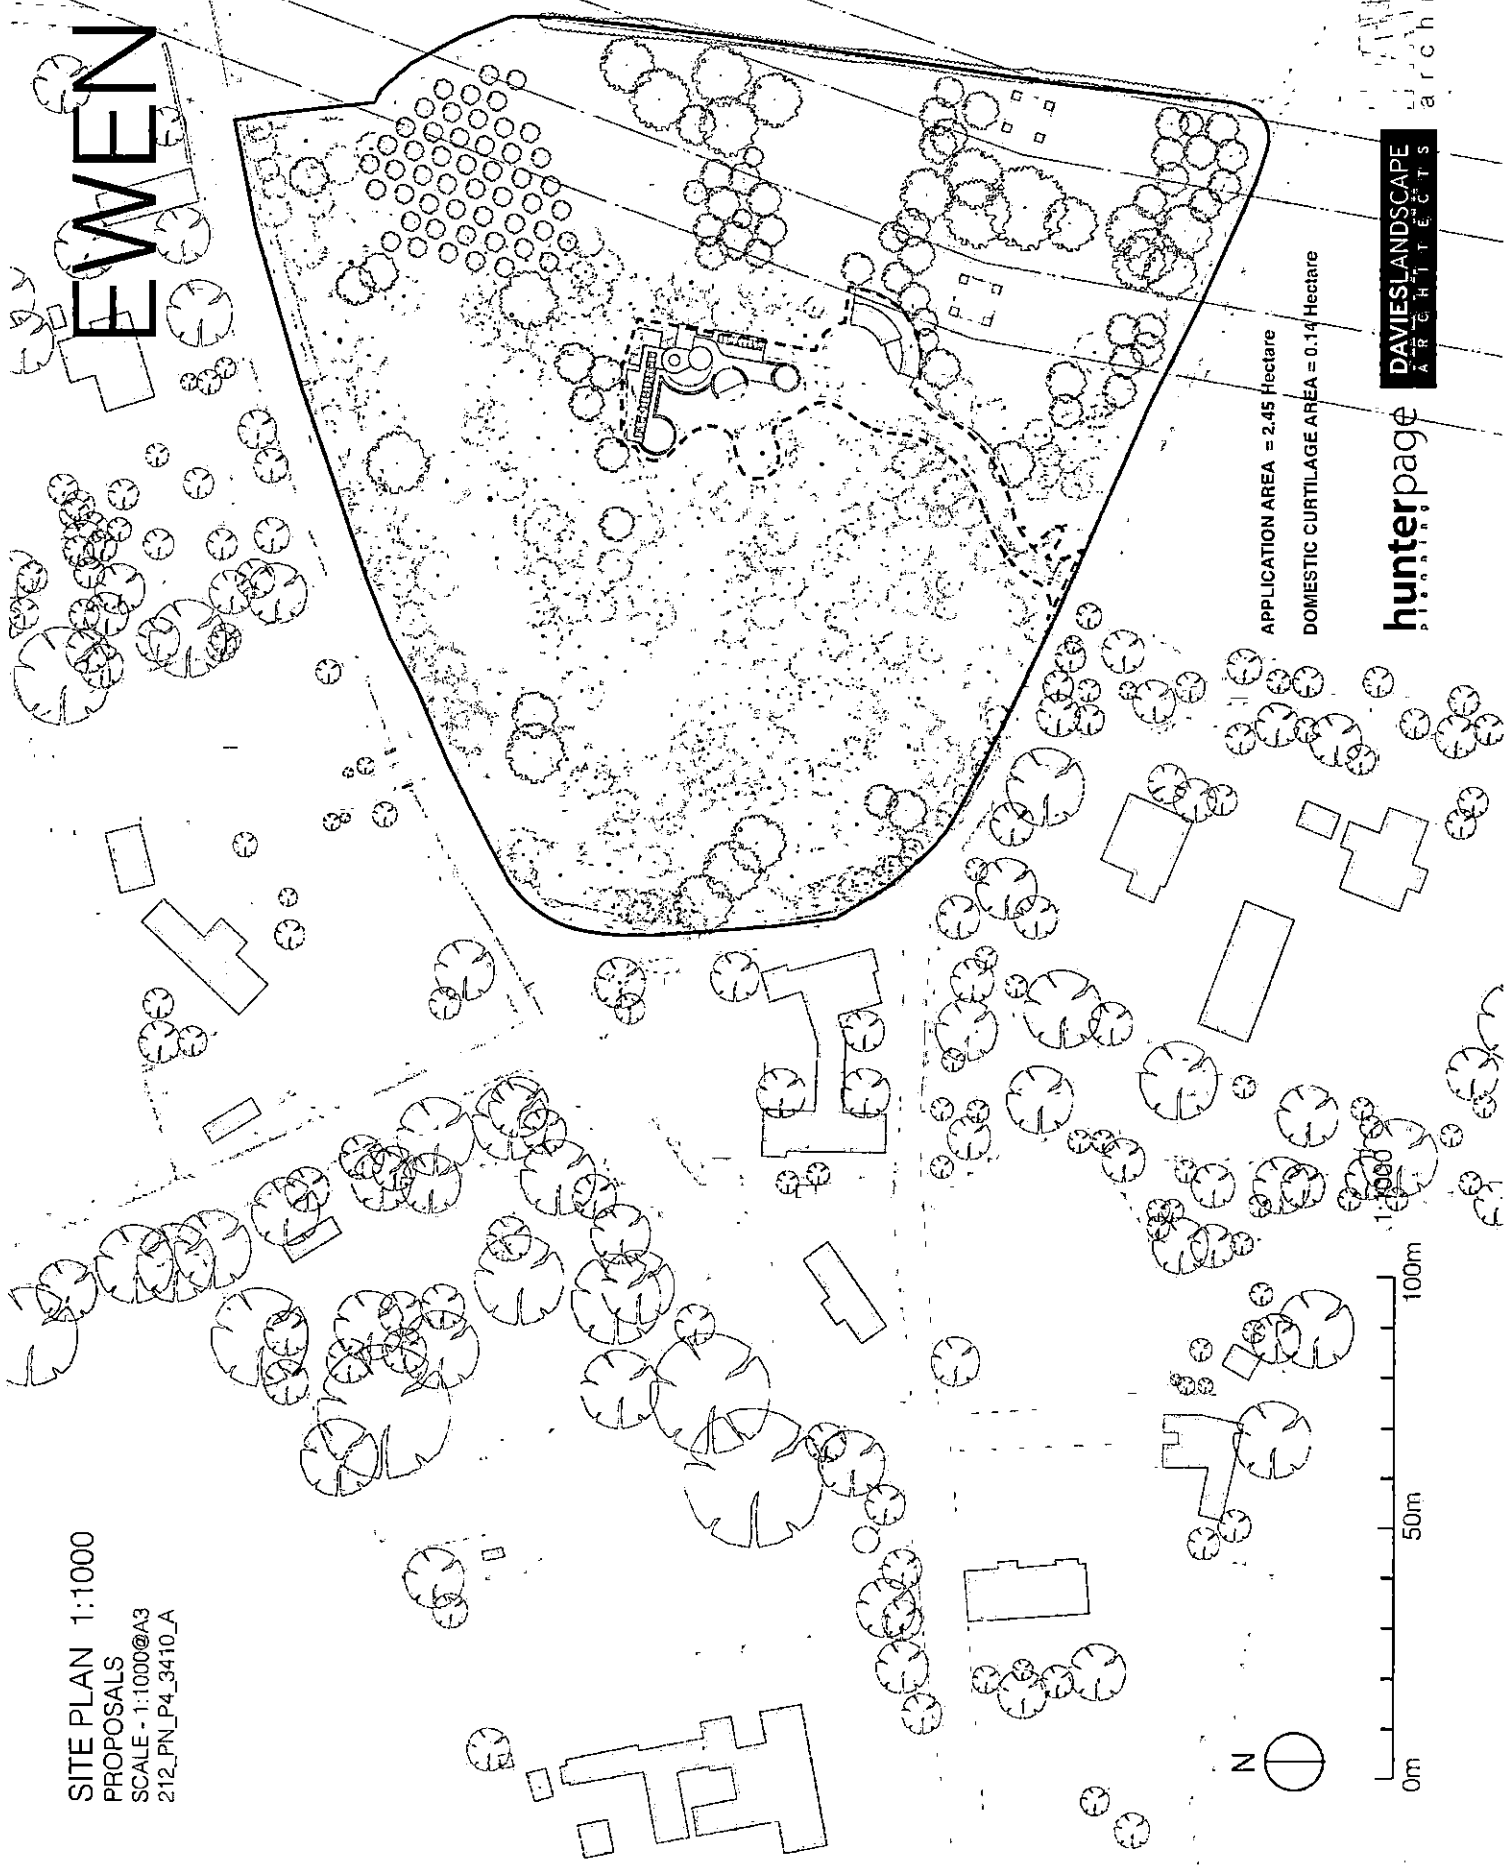 SITE PLAN 1:1000
PROPOSALS
SCALE - 1:1000@A3
212_PN_P4_3410_A
EWEN
APPLICATION AREA = 2.45 Hectare
DOMESTIC CURTILAGE AREA = 0.14 Hectare
N
0m
50m
100m
1:1000
hunterpage
planning
DAVIESLANDSCAPE
ARCHITECTS